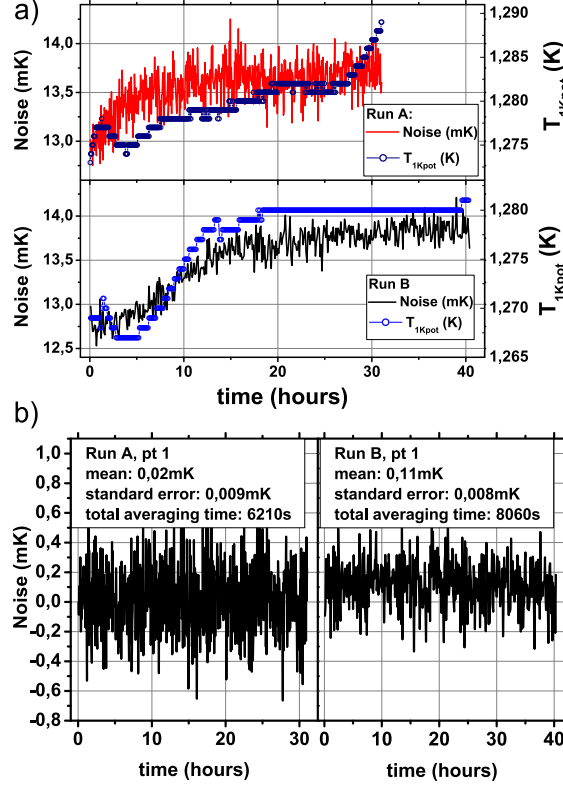 a)
14,0
13,5
13,0
Noise (mK)
1,290
1,285
1,280
1,275
T1Kpot (K)
Run A:
Noise (mK)
T1Kpot (K)
14,0
13,5
13,0
12,5
Noise (mK)
1,280
1,275
1,270
1,265
T1Kpot (K)
Run B
Noise (mK)
T1Kpot (K)
0 10 20 30 40
time (hours)
b)
1,0
0,8
0,6
0,4
0,2
0,0
-0,2
-0,4
-0,6
-0,8
Noise (mK)
Run A, pt 1
mean: 0,02mK
standard error: 0,009mK
total averaging time: 6210s
Run B, pt 1
mean: 0,11mK
standard error: 0,008mK
total averaging time: 8060s
0 10 20 30
0 10 20 30 40
time (hours)
time (hours)